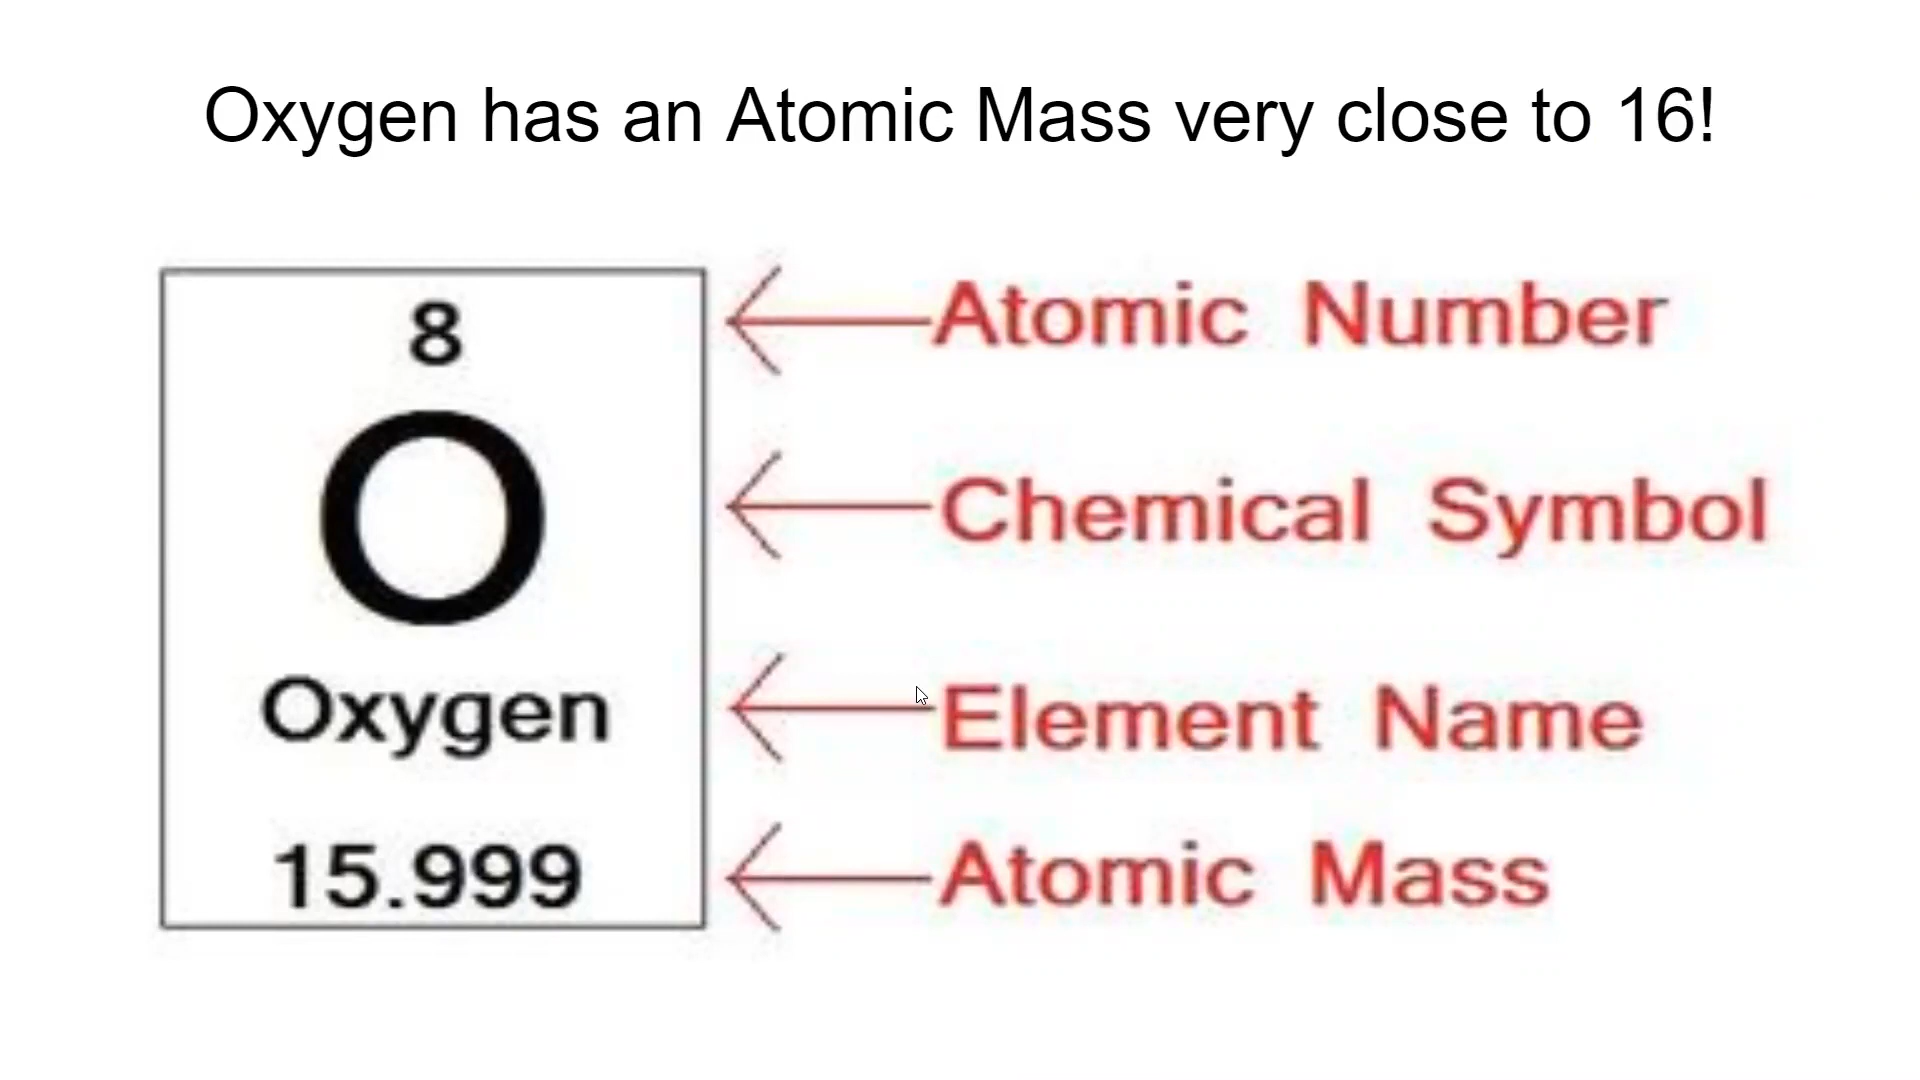 Oxygen has an Atomic Mass very close to 16!
8
Atomic Number
O
Chemical Symbol
Oxygen
Element Name
15.999
Atomic Mass